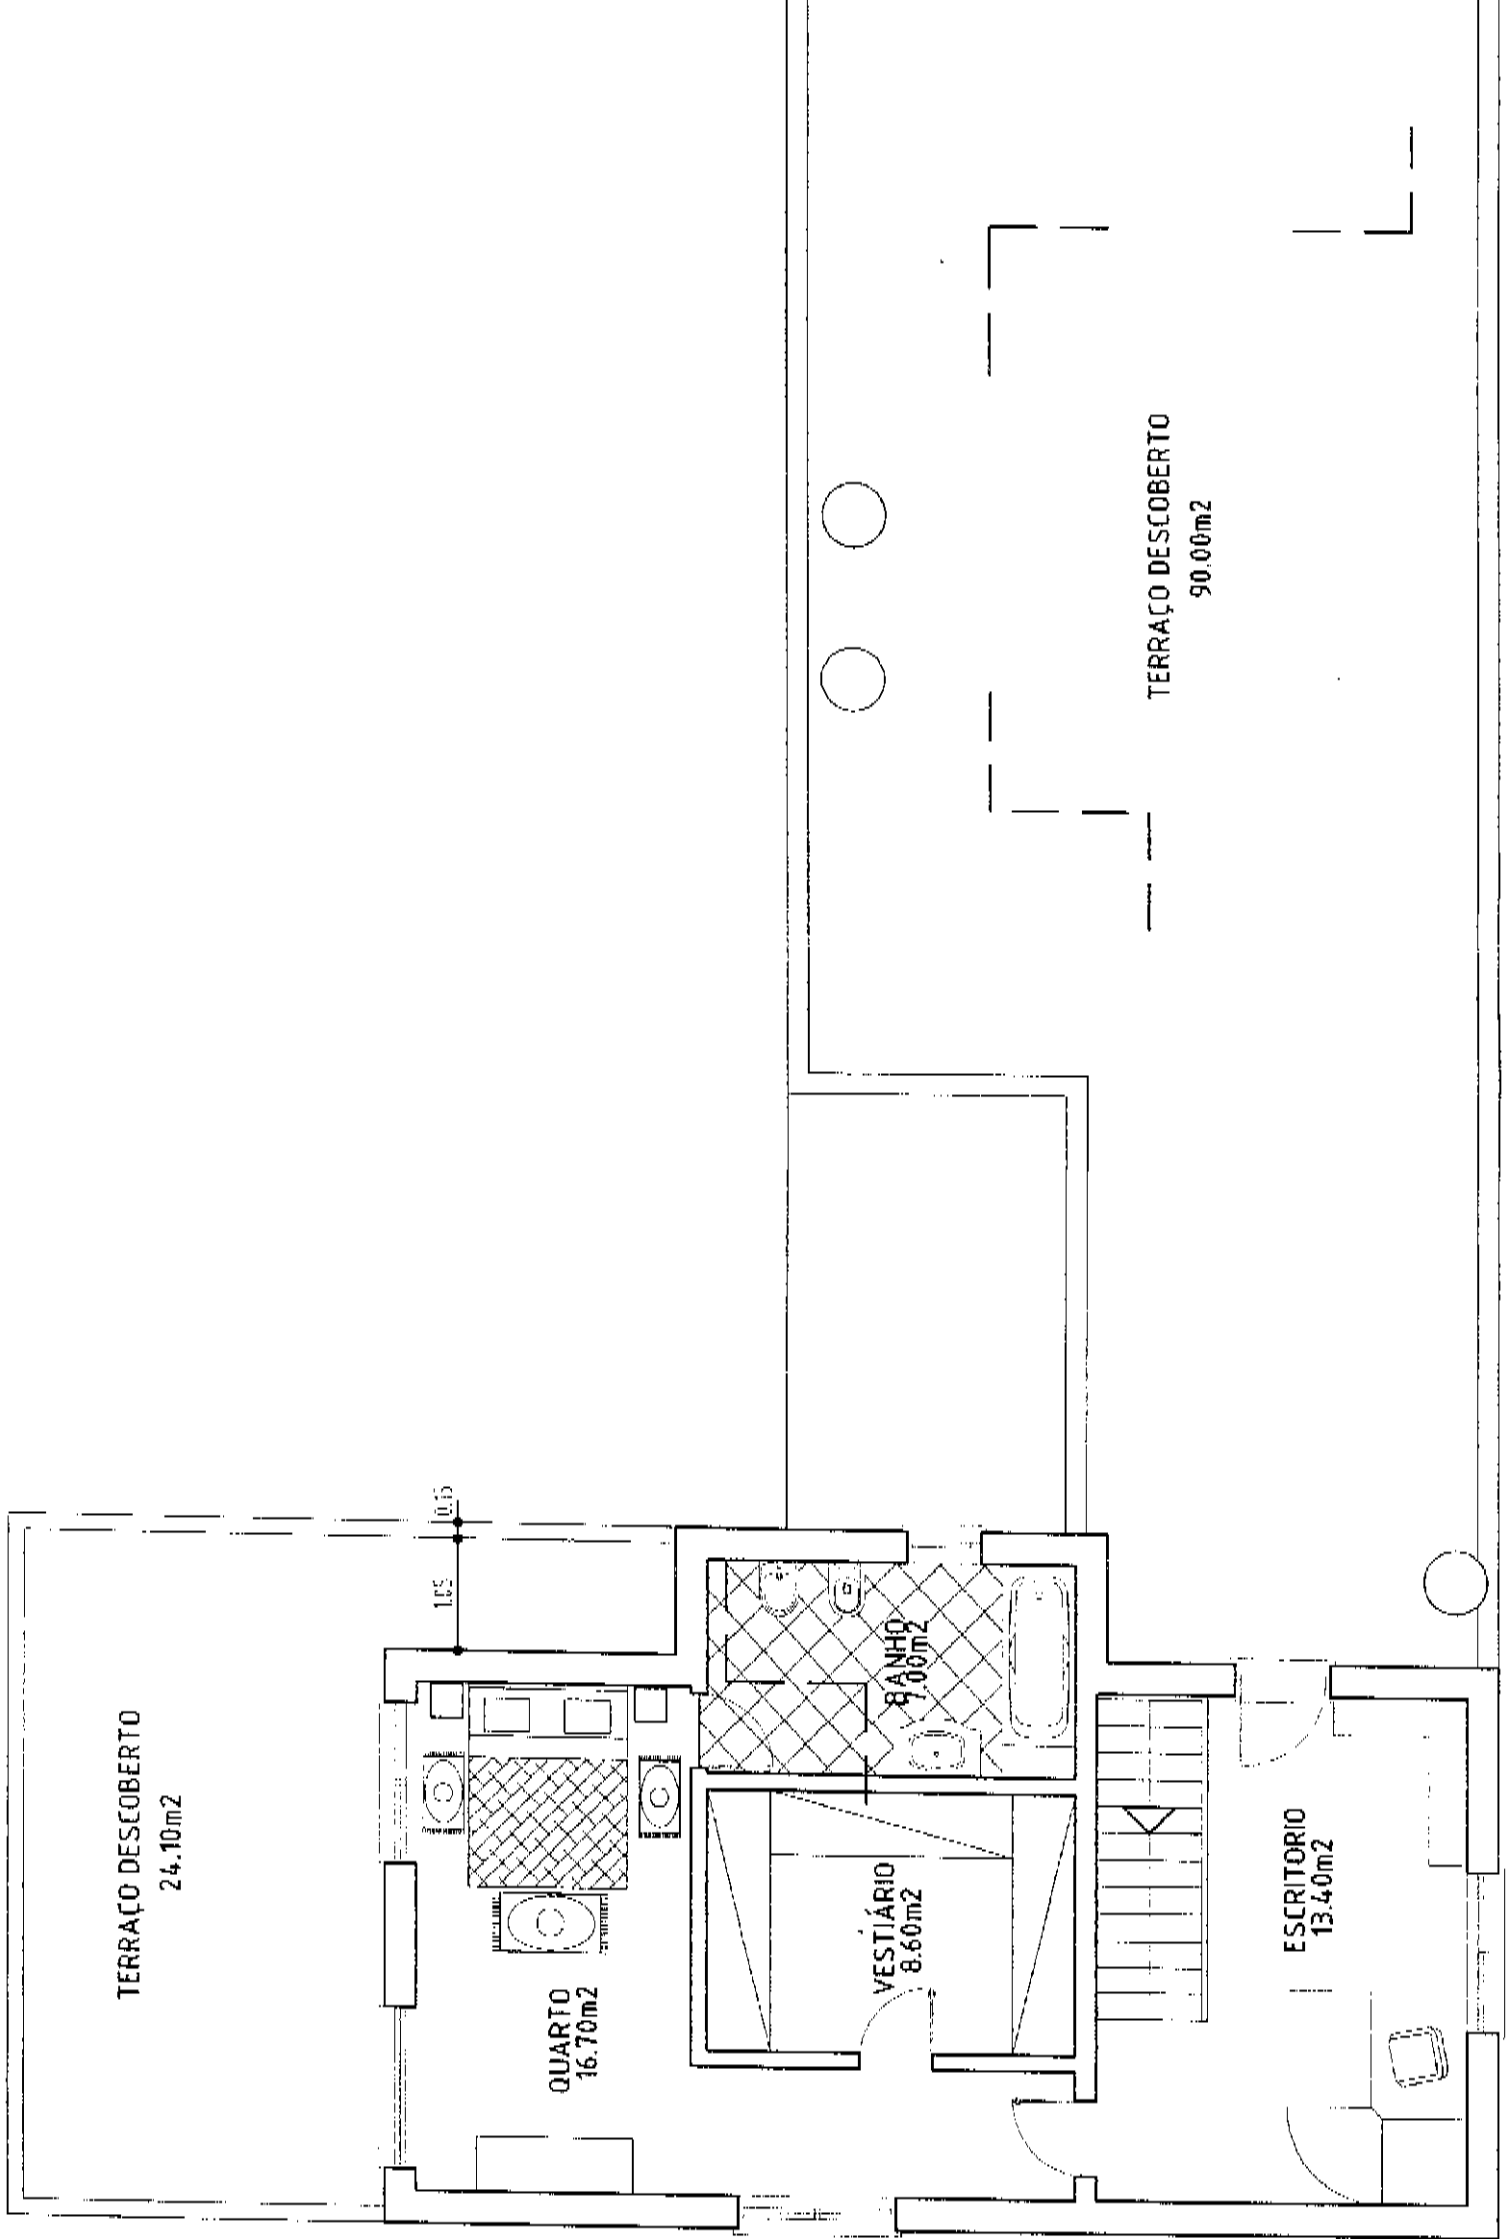 TERRAÇO DESCOBERTO
24.10m2
0.15
1.05
QUARTO
16.70m2
BANHO
7.00m2
VESTIÁRIO
8.60m2
ESCRITORIO
13.40m2
TERRAÇO DESCOBERTO
90.00m2